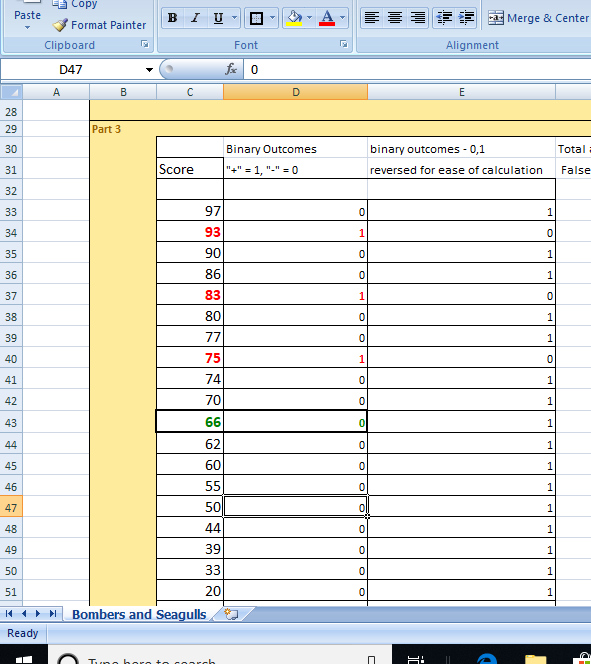 Copy
Paste
Format Painter
B I U A
Merge & Center
Clipboard Font Alignment
D47 fx 0
A B C D E
28
29 Part 3
30 Binary Outcomes binary outcomes - 0,1 Total
31 Score "+" = 1, "-" = 0 reversed for ease of calculation False
32
33 97 0 1
34 93 1 0
35 90 0 1
36 86 0 1
37 83 1 0
38 80 0 1
39 77 0 1
40 75 1 0
41 74 0 1
42 70 0 1
43 66 0 1
44 62 0 1
45 60 0 1
46 55 0 1
47 50 0 1
48 44 0 1
49 39 0 1
50 33 0 1
51 20 0 1
Bombers and Seagulls
Ready
Type here to search